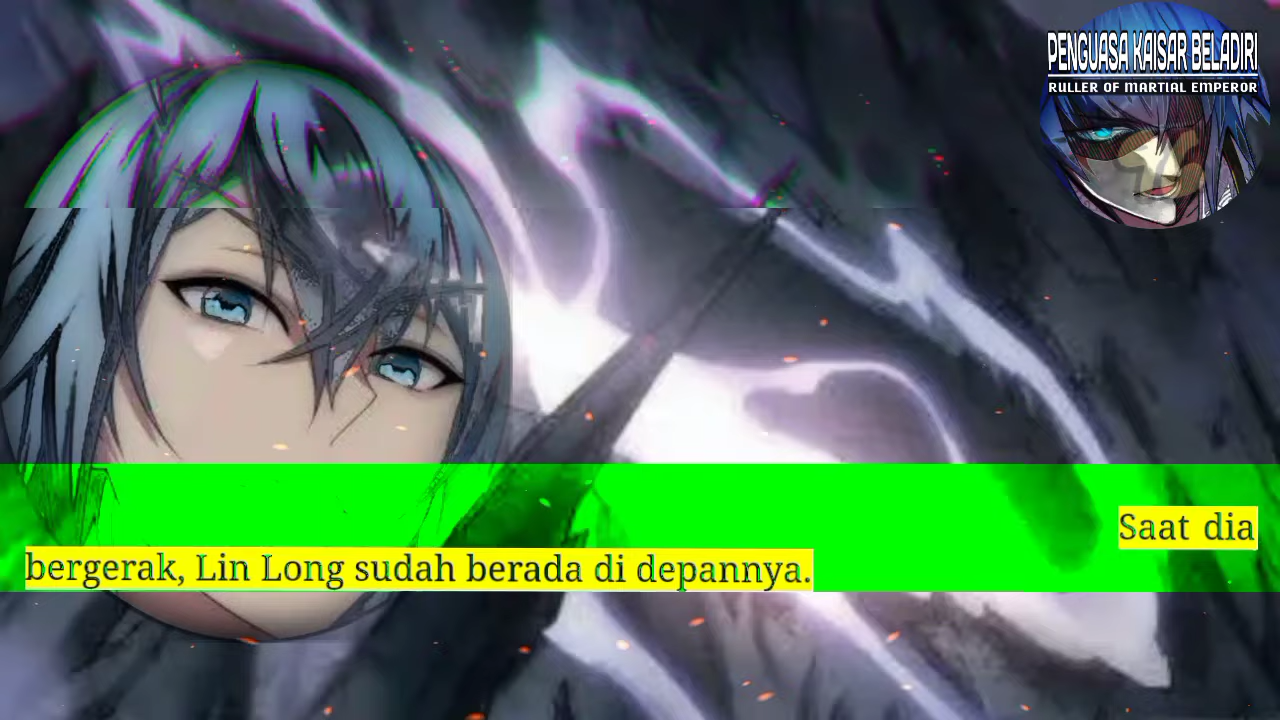 PENGUASA KAISAR BELADIRI
RULLER OF MARTIAL EMPEROR
Saat dia
bergerak, Lin Long sudah berada di depannya.